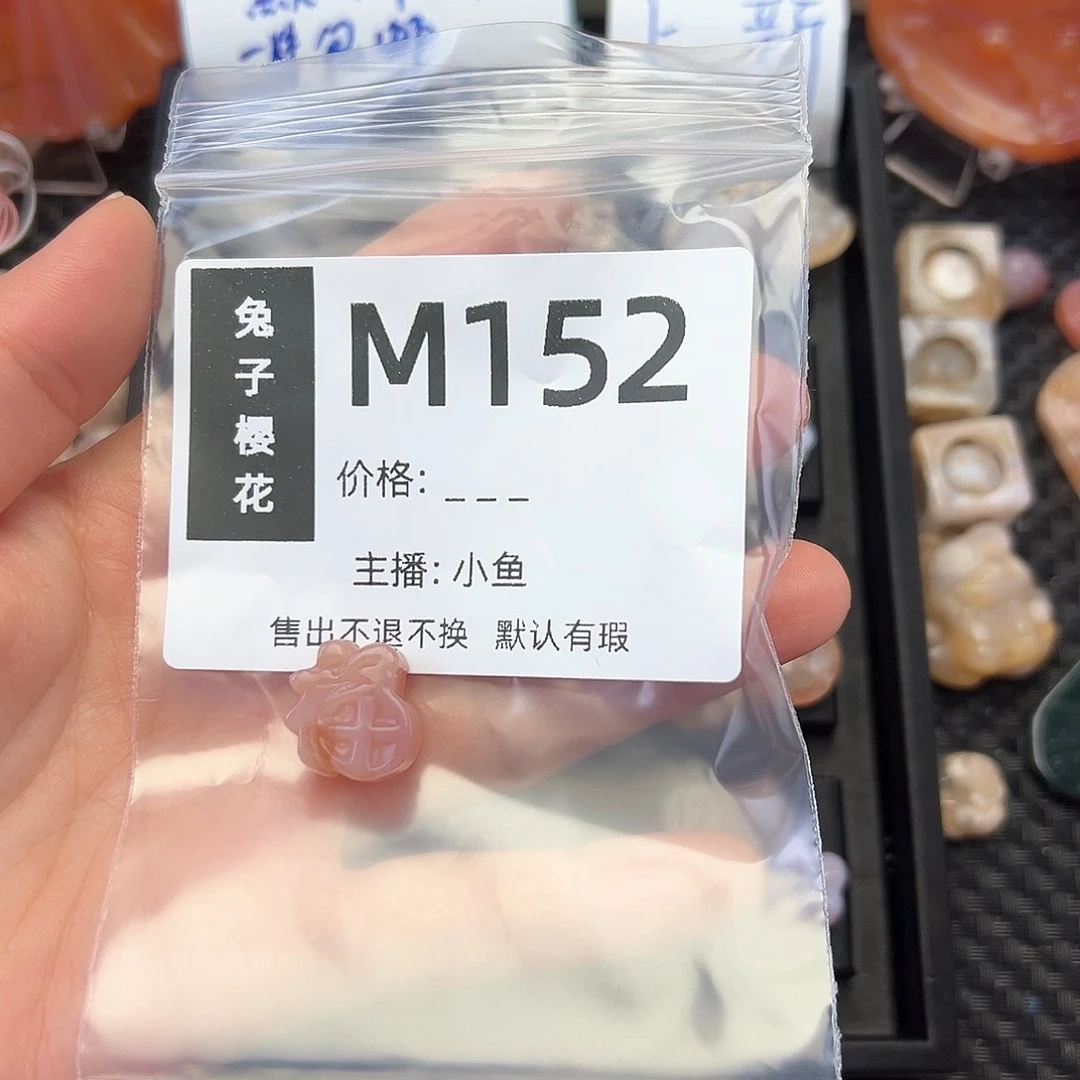 兔子樱花
M152
价格: _ _ _
主播: 小鱼
售出不退不换 默认有瑕